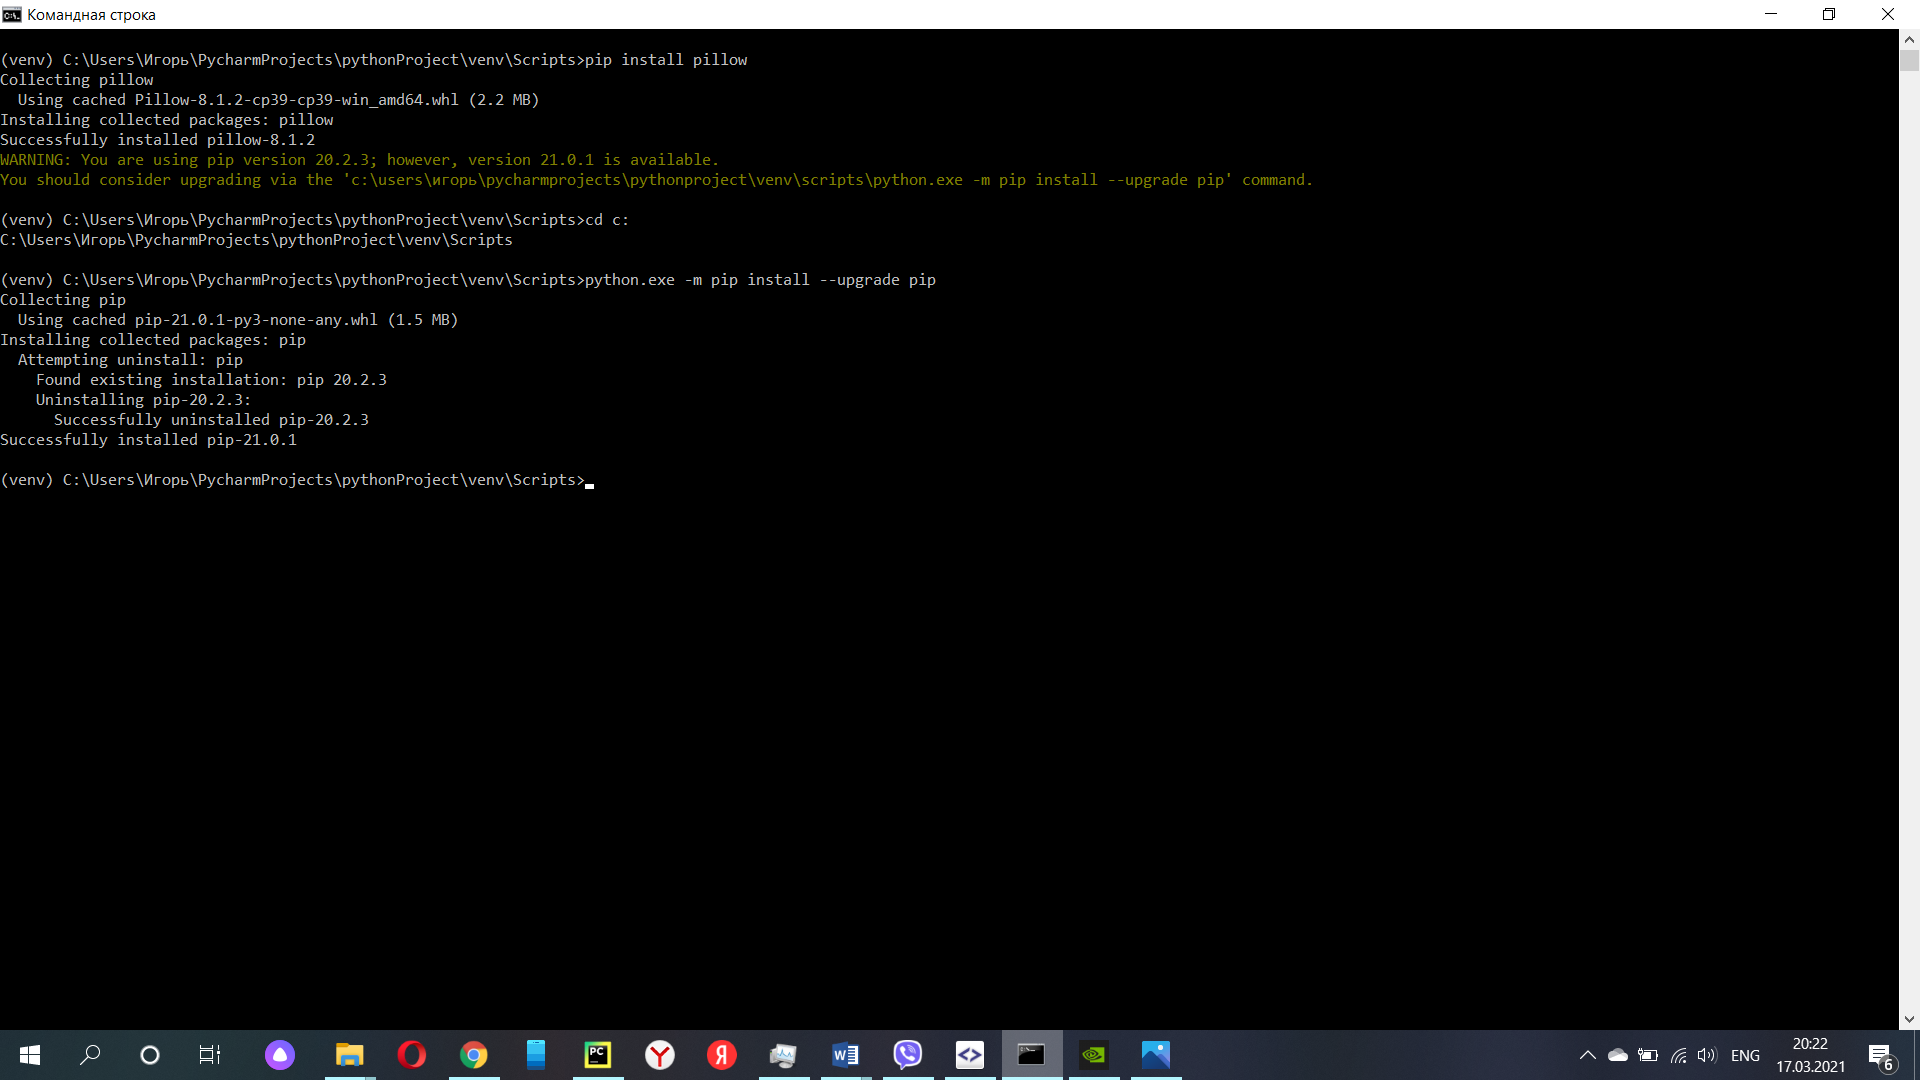 Командная строка
(venv) C:\Users\Игорь\PycharmProjects\pythonProject\venv\Scripts>pip install pillow
Collecting pillow
  Using cached Pillow-8.1.2-cp39-cp39-win_amd64.whl (2.2 MB)
Installing collected packages: pillow
Successfully installed pillow-8.1.2
WARNING: You are using pip version 20.2.3; however, version 21.0.1 is available.
You should consider upgrading via the 'c:\users\игорь\pycharmprojects\pythonproject\venv\scripts\python.exe -m pip install --upgrade pip' command.
(venv) C:\Users\Игорь\PycharmProjects\pythonProject\venv\Scripts>cd c:
C:\Users\Игорь\PycharmProjects\pythonProject\venv\Scripts
(venv) C:\Users\Игорь\PycharmProjects\pythonProject\venv\Scripts>python.exe -m pip install --upgrade pip
Collecting pip
  Using cached pip-21.0.1-py3-none-any.whl (1.5 MB)
Installing collected packages: pip
  Attempting uninstall: pip
    Found existing installation: pip 20.2.3
    Uninstalling pip-20.2.3:
      Successfully uninstalled pip-20.2.3
Successfully installed pip-21.0.1
(venv) C:\Users\Игорь\PycharmProjects\pythonProject\venv\Scripts>
ENG
20:22
17.03.2021
6